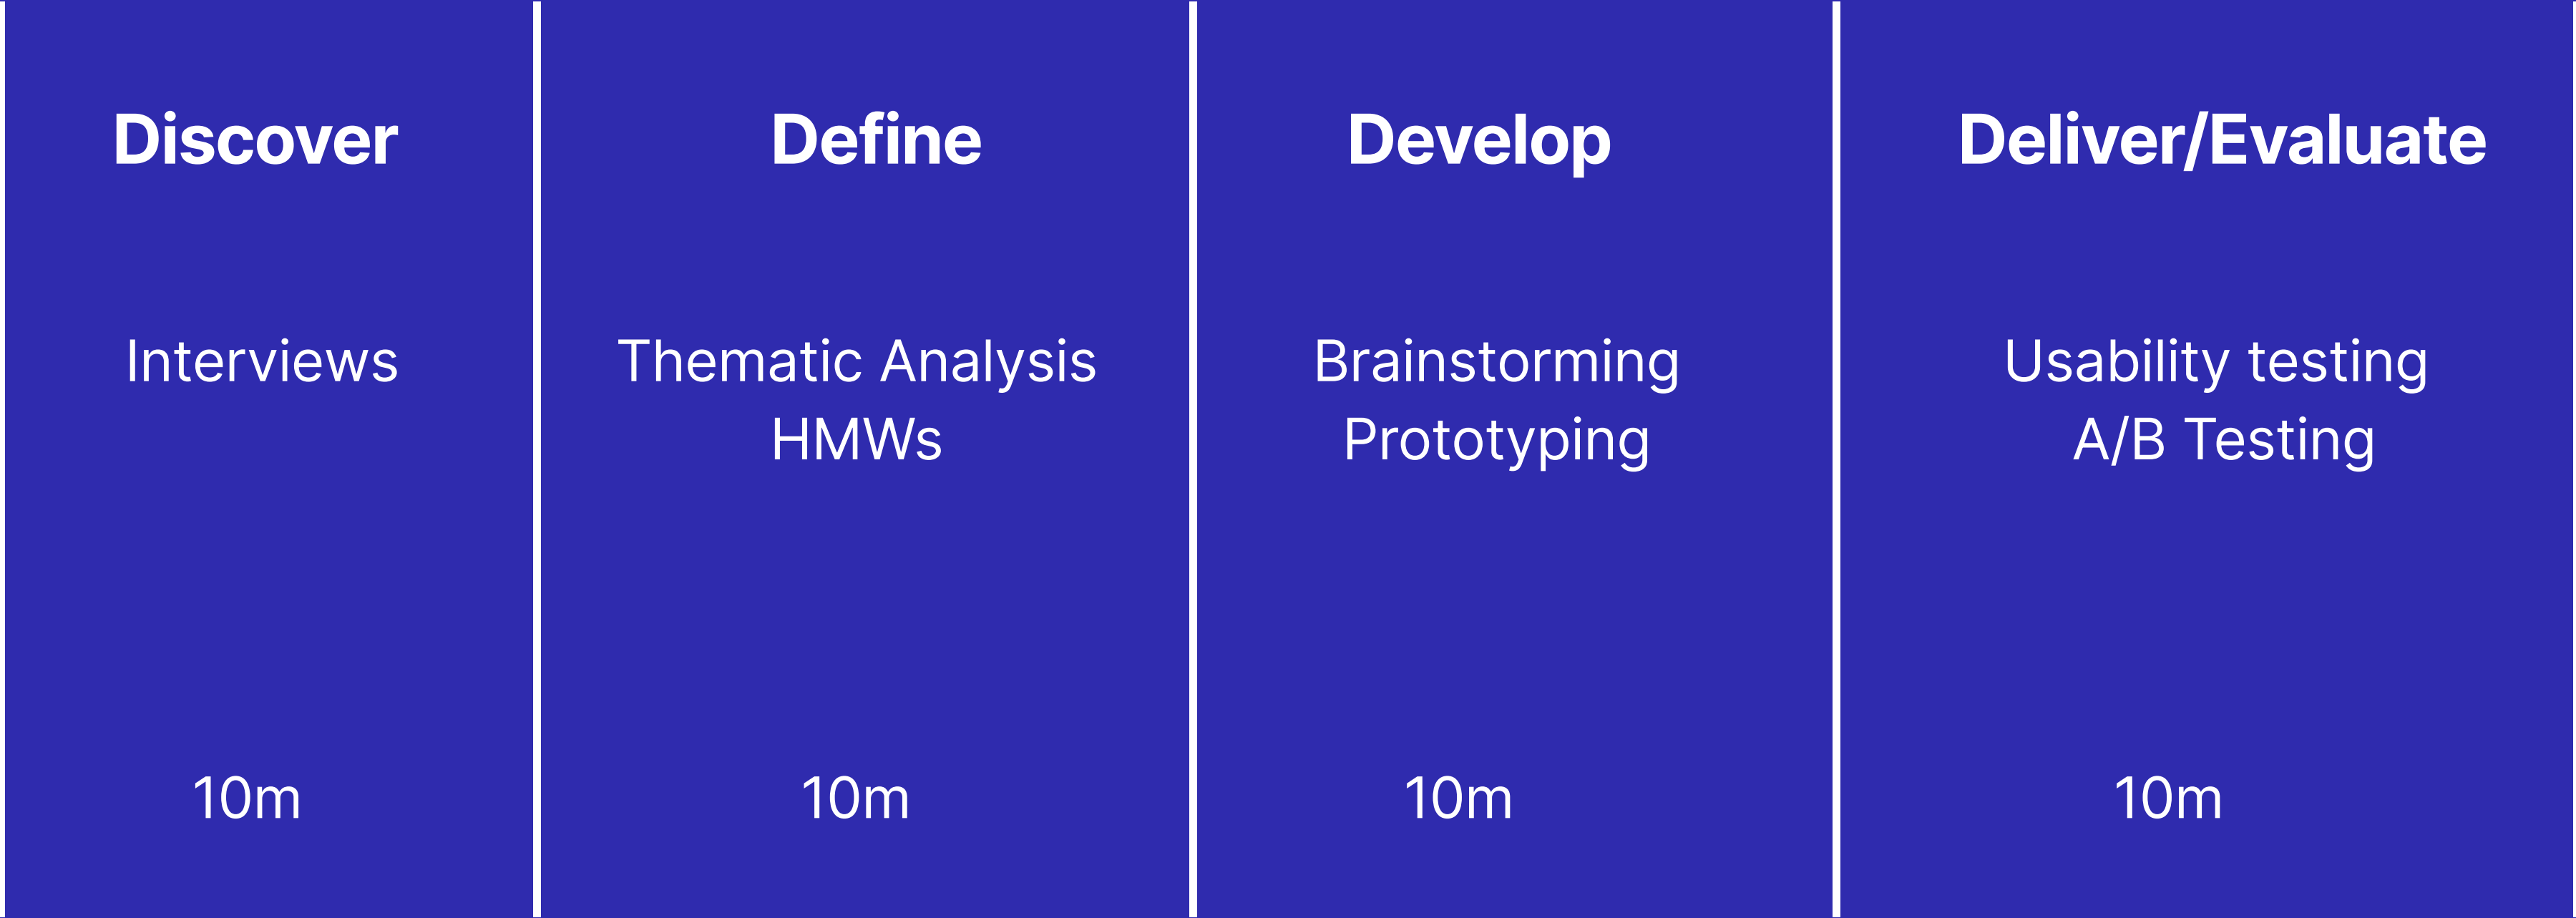 Discover
Interviews
10m
Define
Thematic Analysis
HMWs
10m
Develop
Brainstorming
Prototyping
10m
Deliver/Evaluate
Usability testing
A/B Testing
10m